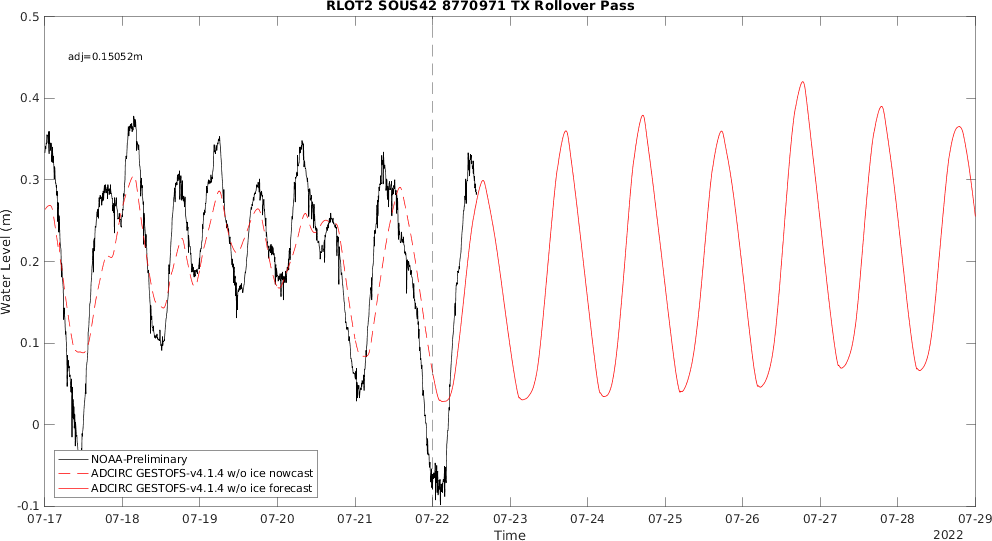 RLOT2 SOUS42 8770971 TX Rollover Pass
0.5
adj=0.15052m
0.4
0.3
0.2
0.1
0
-0.1
Water Level (m)
NOAA-Preliminary
ADCIRC GESTOFS-v4.1.4 w/o ice nowcast
ADCIRC GESTOFS-v4.1.4 w/o ice forecast
07-17 07-18 07-19 07-20 07-21 07-22 07-23 07-24 07-25 07-26 07-27 07-28 07-29
Time
2022